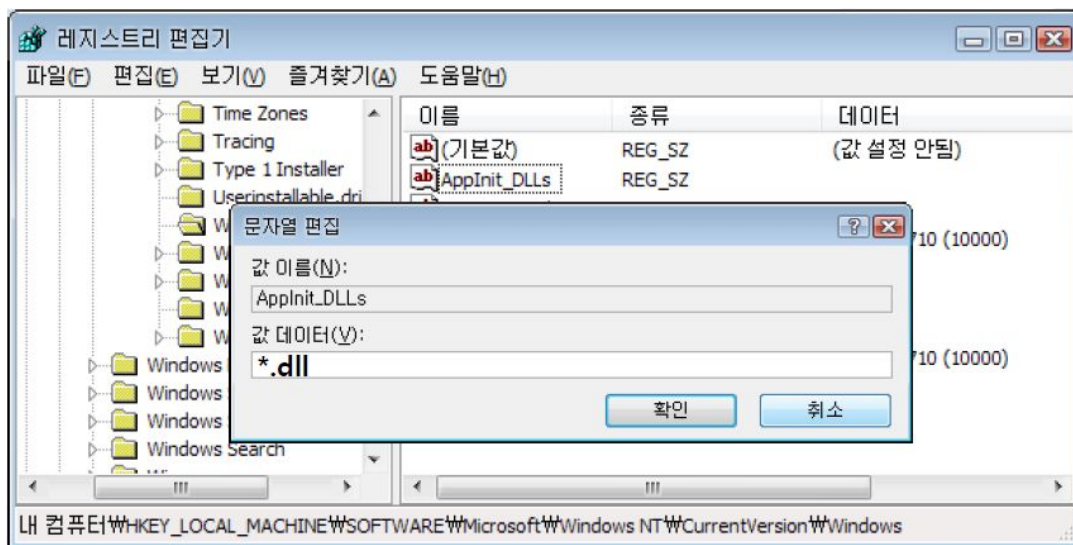 레지스트리 편집기
파일(F) 편집(E) 보기(V) 즐겨찾기(A) 도움말(H)
Time Zones
Tracing
Type 1 Installer
Userinstallable.dri
W
W
W
W
W
Windows
Windows
Windows
Windows Search
이름 종류 데이터
(기본값) REG_SZ (값 설정 안됨)
AppInit_DLLs REG_SZ
710 (10000)
710 (10000)
문자열 편집
값 이름(N):
AppInit_DLLs
값 데이터(V):
*.dll
확인 취소
내 컴퓨터₩HKEY_LOCAL_MACHINE₩SOFTWARE₩Microsoft₩Windows NT₩CurrentVersion₩Windows